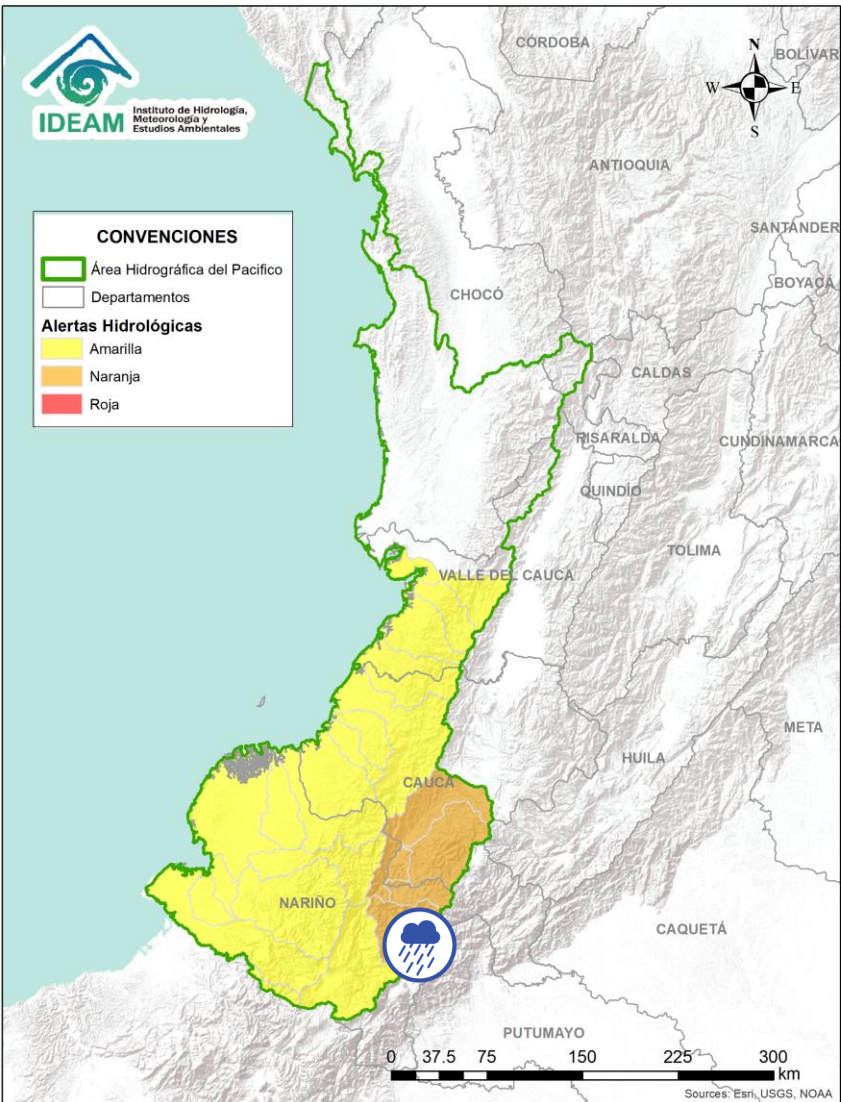 IDEAM
Instituto de Hidrología,
Meteorología y
Estudios Ambientales
N
W
E
S
CÓRDOBA
BOLÍVAR
ANTIOQUIA
SANTANDER
BOYACÁ
CHOCÓ
CALDAS
RISARALDA
CUNDINAMARCA
QUINDÍO
TOLIMA
VALLE DEL CAUCA
META
HUILA
CAUCA
NARIÑO
CAQUETÁ
PUTUMAYO
CONVENCIONES
Área Hidrográfica del Pacifico
Departamentos
Alertas Hidrológicas
Amarilla
Naranja
Roja
0 37.5 75 150 225 300
km
Sources: Esri, USGS, NOAA